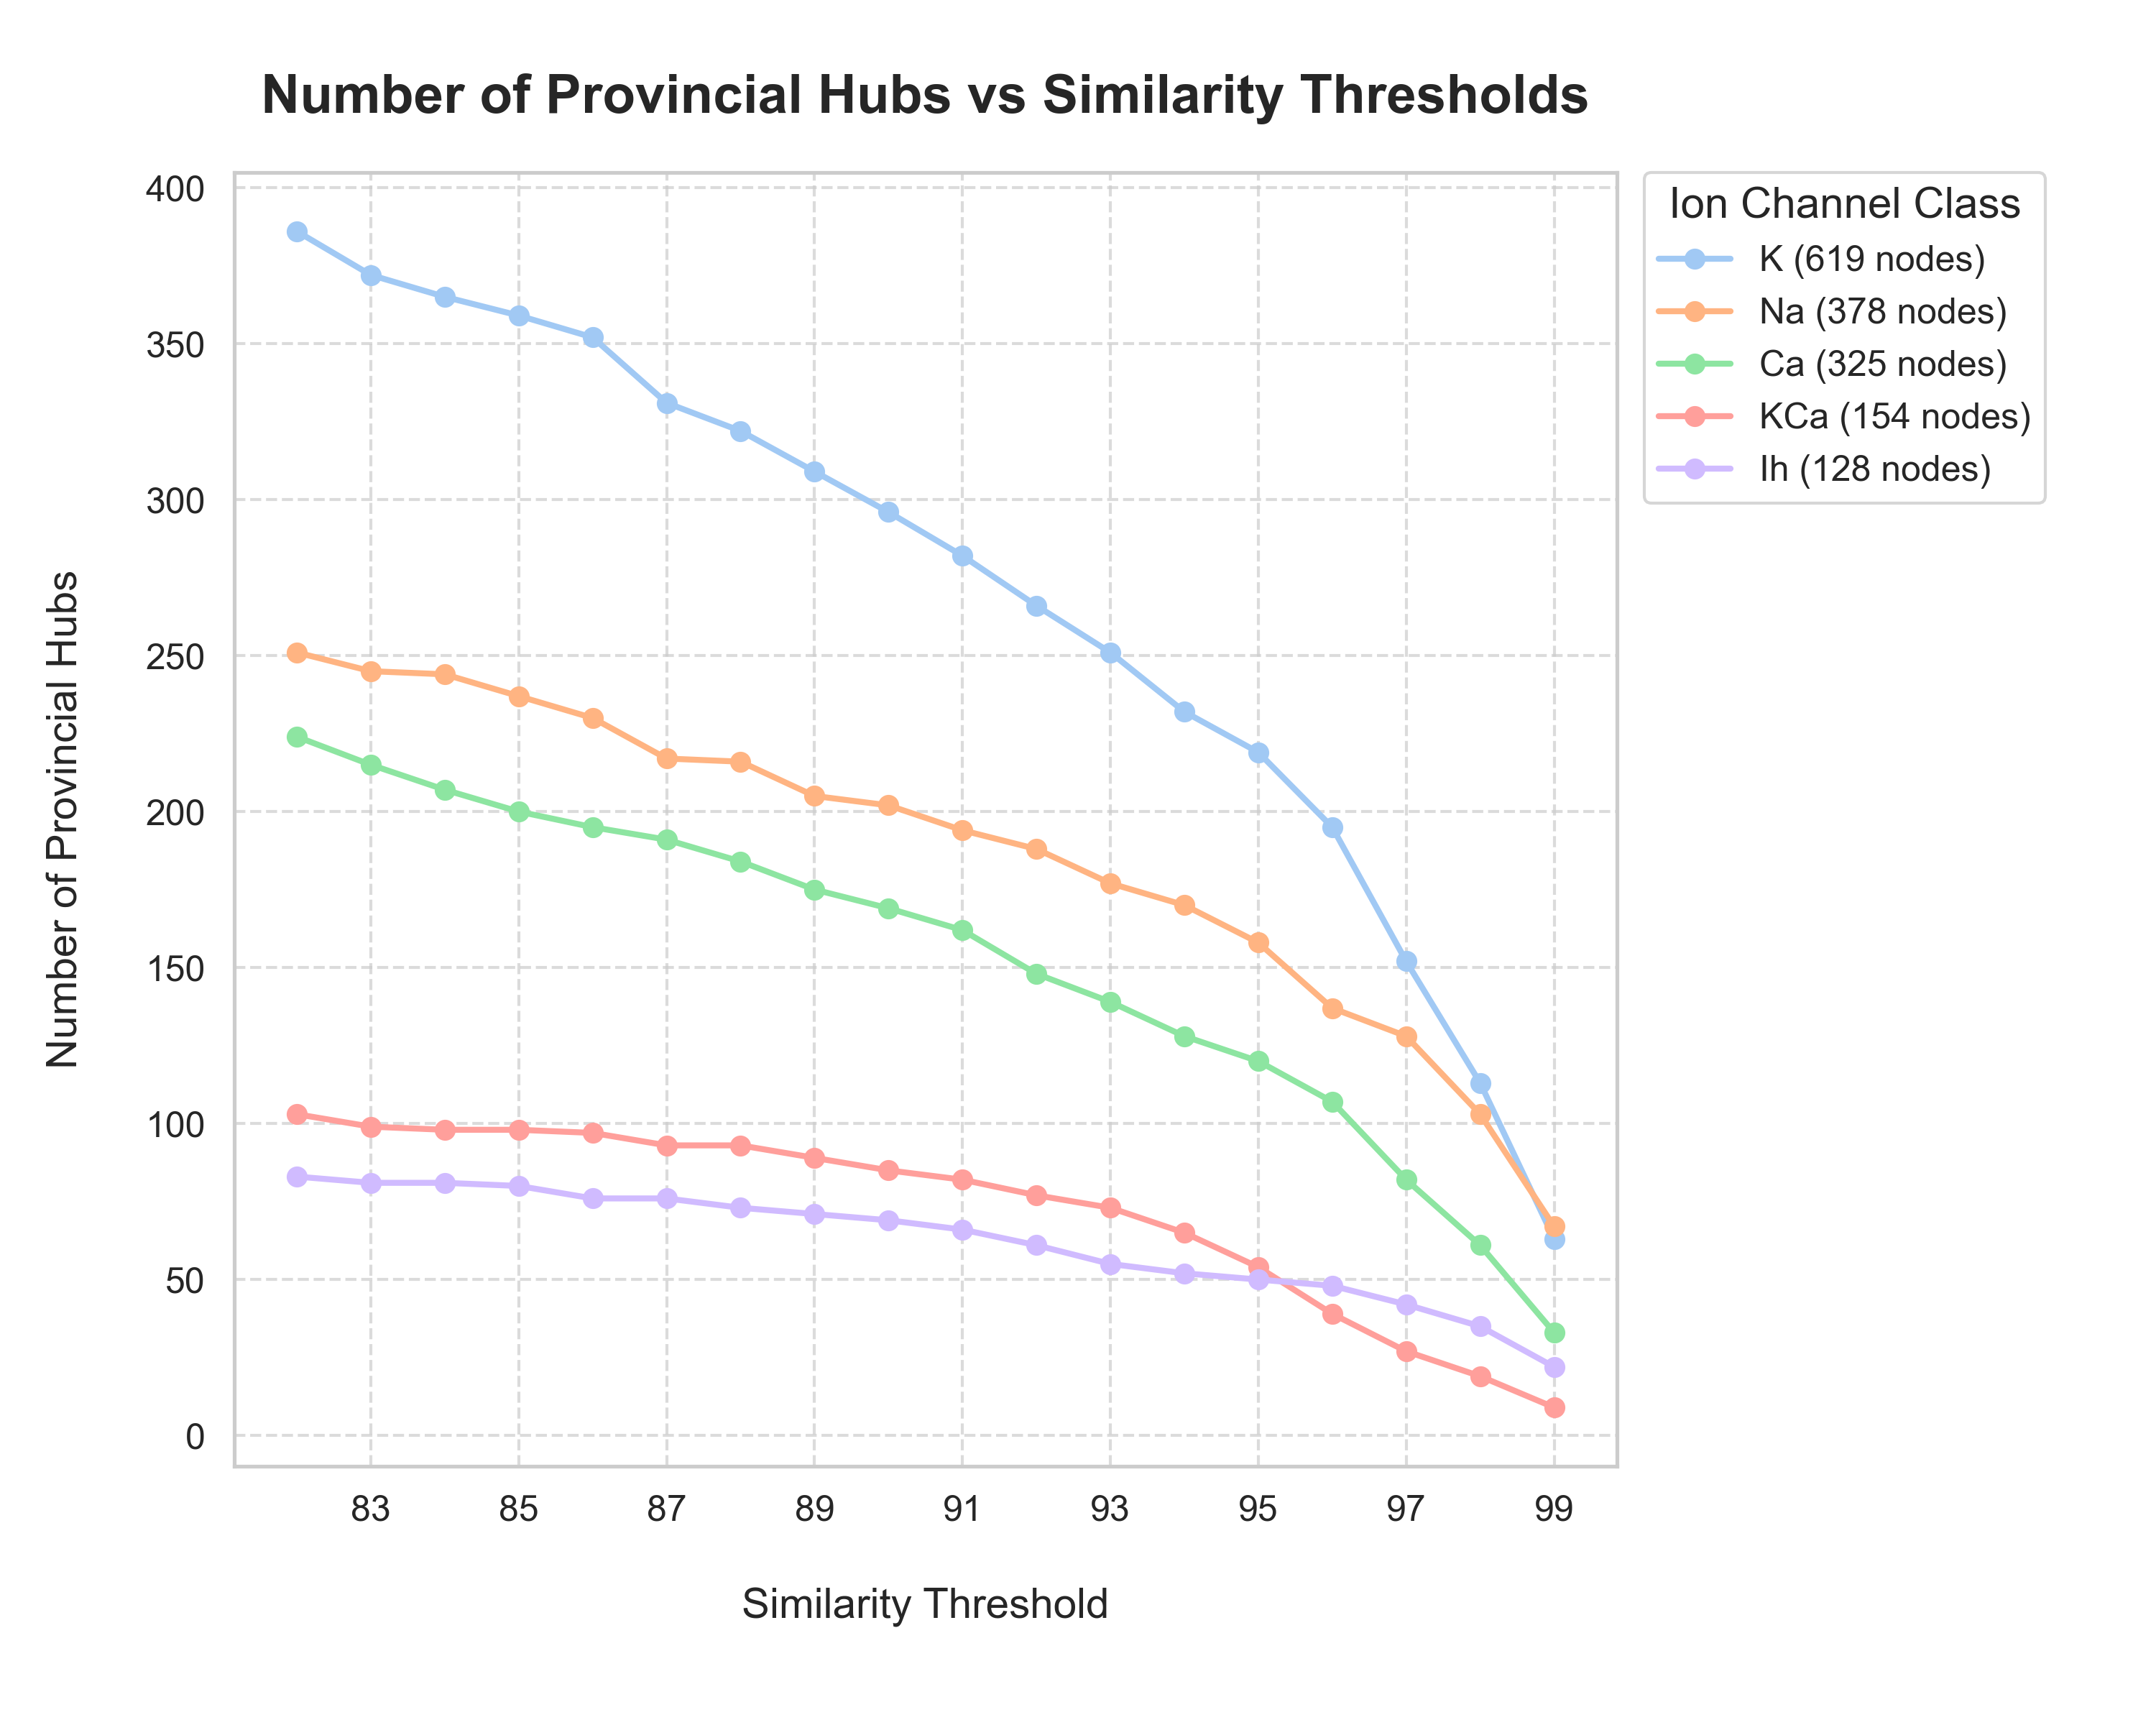 Number of Provincial Hubs vs Similarity Thresholds
Ion Channel Class
K (619 nodes)
Na (378 nodes)
Ca (325 nodes)
KCa (154 nodes)
Ih (128 nodes)
Number of Provincial Hubs
400
350
300
250
200
150
100
50
0
83 85 87 89 91 93 95 97 99
Similarity Threshold